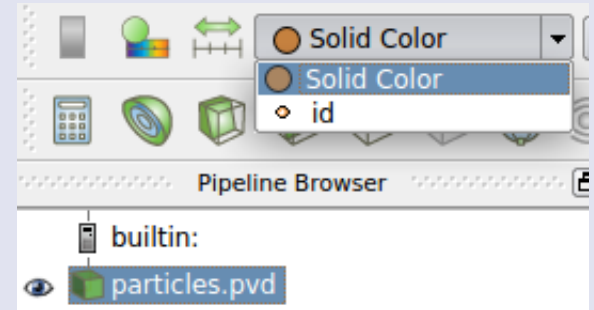 Solid Color
Solid Color
id
Pipeline Browser
builtin:
particles.pvd